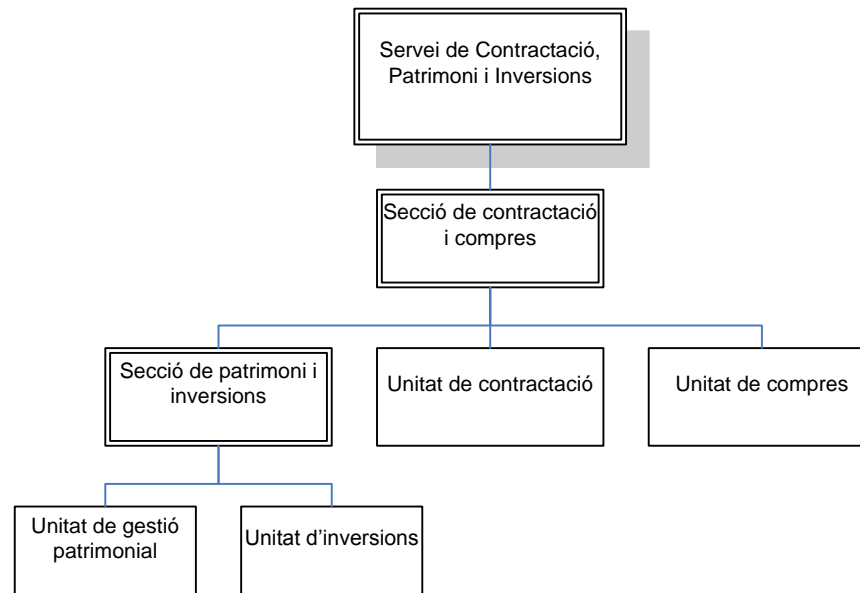 Servei de Contractació,
Patrimoni i Inversions
Secció de contractació
i compres
Secció de patrimoni i
inversions
Unitat de contractació
Unitat de compres
Unitat de gestió
patrimonial
Unitat d’inversions